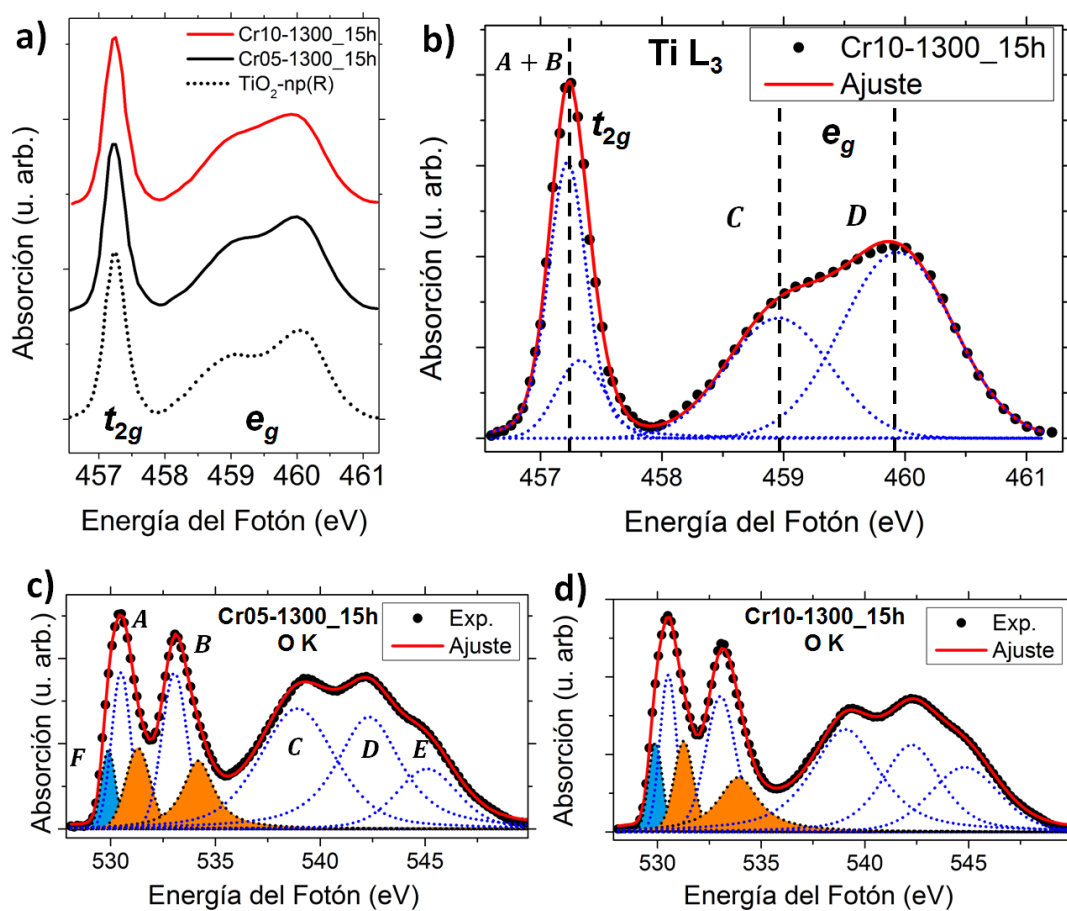 a)
Cr10-1300_15h
Cr05-1300_15h
TiO2-np(R)
Absorción (u. arb.)
t2g
eg
457 458 459 460 461
Energía del Fotón (eV)
b)
A + B
Ti L3
Cr10-1300_15h
Ajuste
t2g
eg
C
D
Absorción (u. arb.)
457 458 459 460 461
Energía del Fotón (eV)
c)
Cr05-1300_15h
O K
Exp.
Ajuste
A
B
F
C
D
E
Absorción (u. arb.)
530 535 540 545
Energía del Fotón (eV)
d)
Cr10-1300_15h
O K
Exp.
Ajuste
Absorción (u. arb)
530 535 540 545
Energía del Fotón (eV)